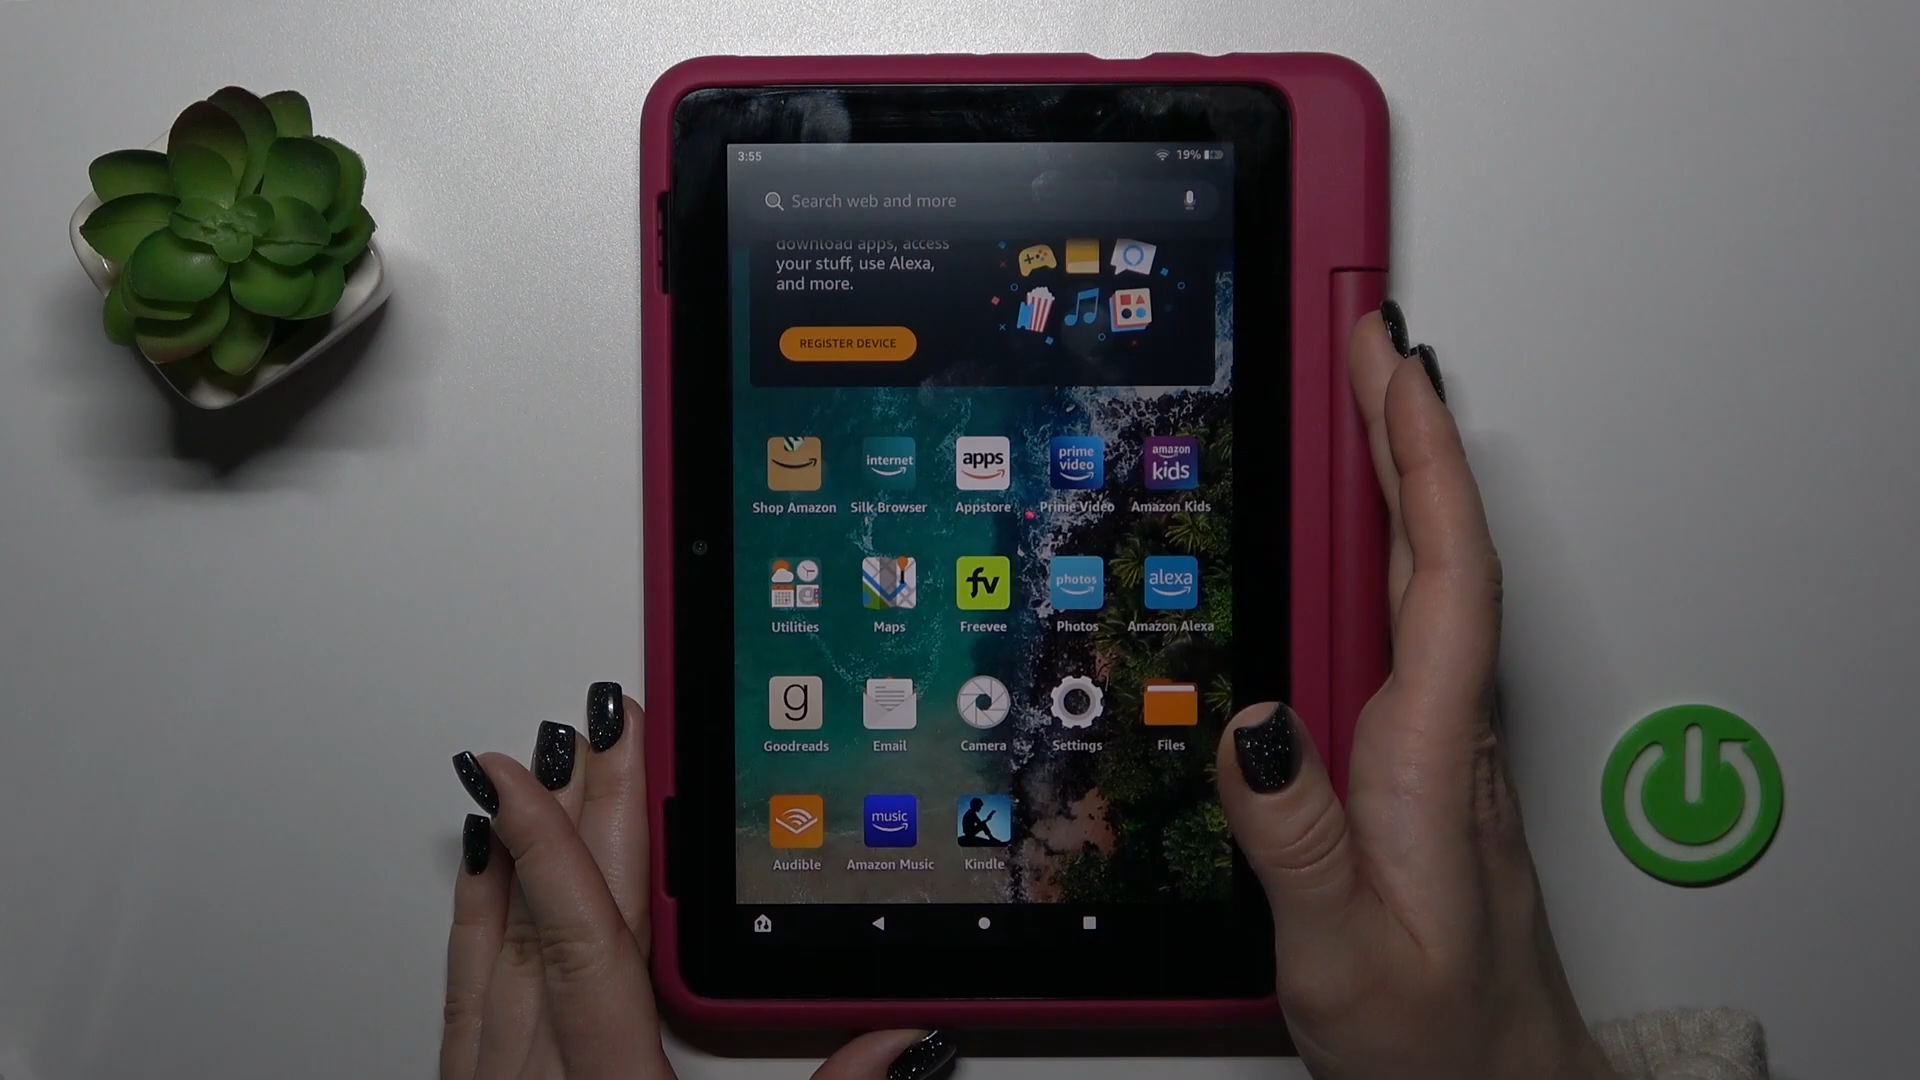 3:55
19%
Search web and more
download apps, access
your stuff, use Alexa,
and more.
REGISTER DEVICE
internet
apps
prime
video
amazon
kids
Shop Amazon
Silk Browser
Appstore
Prime Video
Amazon Kids
fv
photos
alexa
Utilities
Maps
Freevee
Photos
Amazon Alexa
g
Goodreads
Email
Camera
Settings
Files
music
Audible
Amazon Music
Kindle